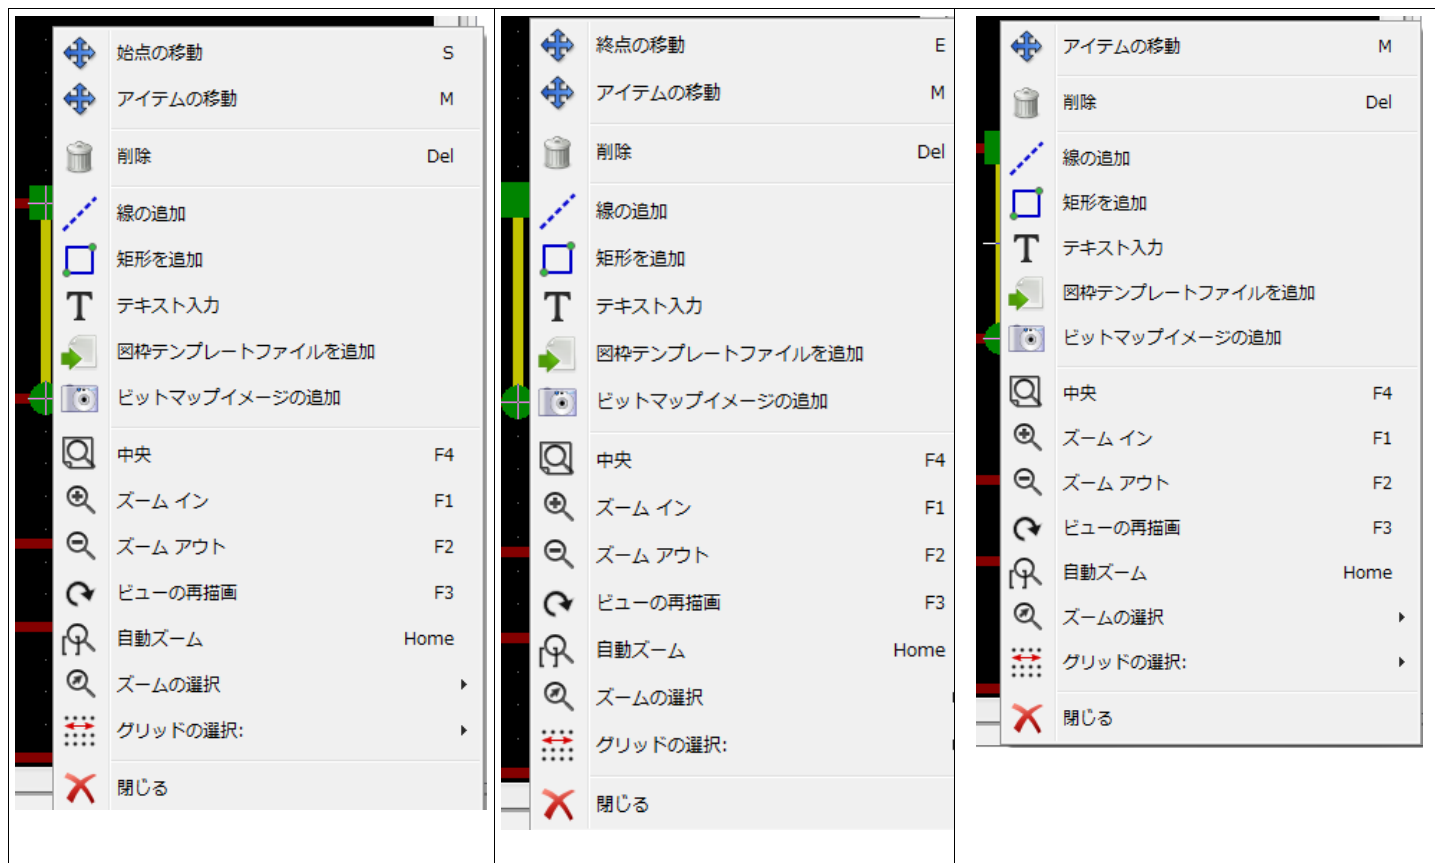 始点の移動 S
アイテムの移動 M
削除 Del
線の追加
矩形を追加
テキスト入力
図枠テンプレートファイルを追加
ビットマップイメージの追加
中央 F4
ズーム イン F1
ズーム アウト F2
ビューの再描画 F3
自動ズーム Home
ズームの選択
グリッドの選択:
閉じる
終点の移動 E
アイテムの移動 M
削除 Del
線の追加
矩形を追加
テキスト入力
図枠テンプレートファイルを追加
ビットマップイメージの追加
中央 F4
ズーム イン F1
ズーム アウト F2
ビューの再描画 F3
自動ズーム Home
ズームの選択
グリッドの選択:
閉じる
アイテムの移動 M
削除 Del
線の追加
矩形を追加
テキスト入力
図枠テンプレートファイルを追加
ビットマップイメージの追加
中央 F4
ズーム イン F1
ズーム アウト F2
ビューの再描画 F3
自動ズーム Home
ズームの選択
グリッドの選択:
閉じる